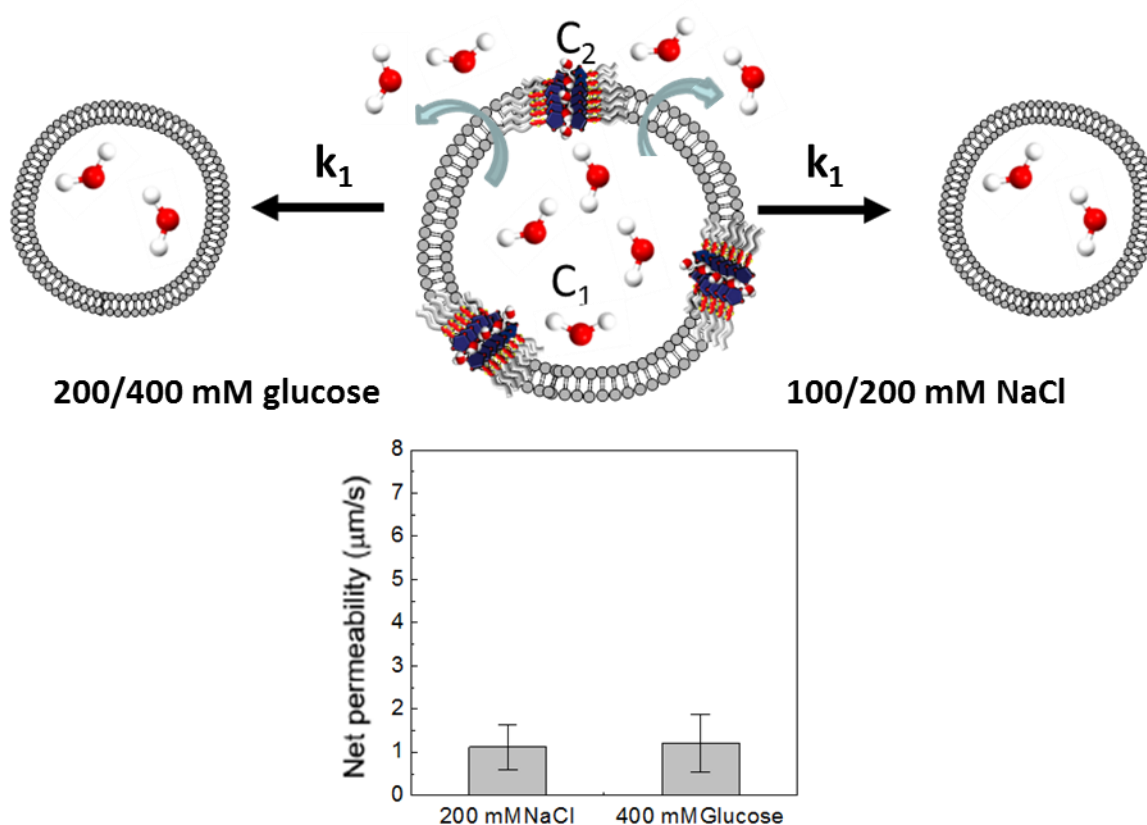 C₂
k₁
k₁
C₁
200/400 mM glucose
100/200 mM NaCl
Net permeability (μm/s)
8
7
6
5
4
3
2
1
0
200 mMNaCl
400 mMGlucose